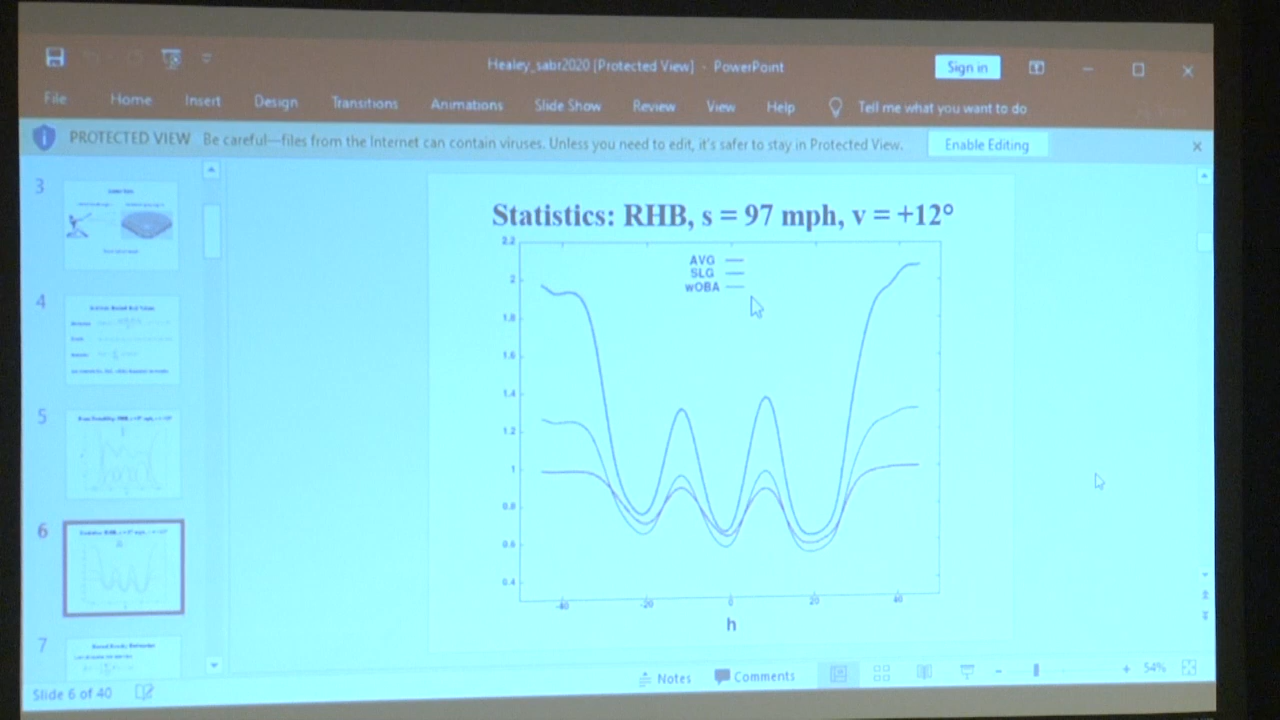 Healey_sabr2020 [Protected View] - PowerPoint
Sign in
File Home Insert Design Transitions Animations Slide Show Review View Help Tell me what you want to do
PROTECTED VIEW Be careful—files from the Internet can contain viruses. Unless you need to edit, it's safer to stay in Protected View. Enable Editing
3
4
5
6
7
Statistics: RHB, s = 97 mph, v = +12°
AVG
SLG
wOBA
2.2
2
1.8
1.6
1.4
1.2
1
0.8
0.6
0.4
-40 -20 0 20 40
h
Notes Comments 54%
Slide 6 of 40